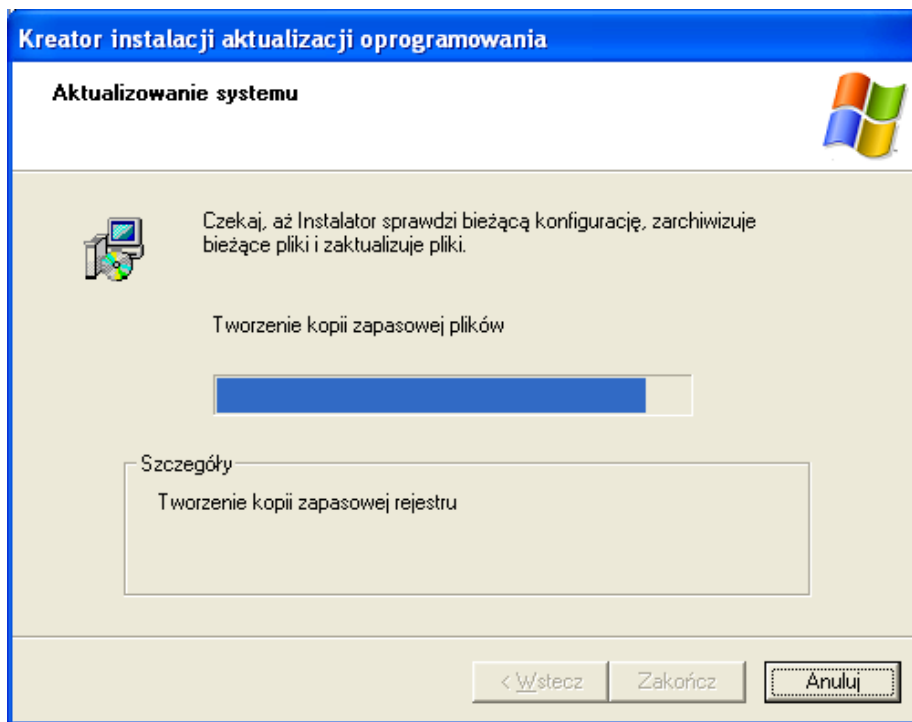 Kreator instalacji aktualizacji oprogramowania
Aktualizowanie systemu
Czekaj, aż Instalator sprawdzi bieżącą konfigurację, zarchiwizuje
bieżące pliki i zaktualizuje pliki.
Tworzenie kopii zapasowej plików
Szczegóły
Tworzenie kopii zapasowej rejestru
< Wstecz
Zakończ
Anuluj